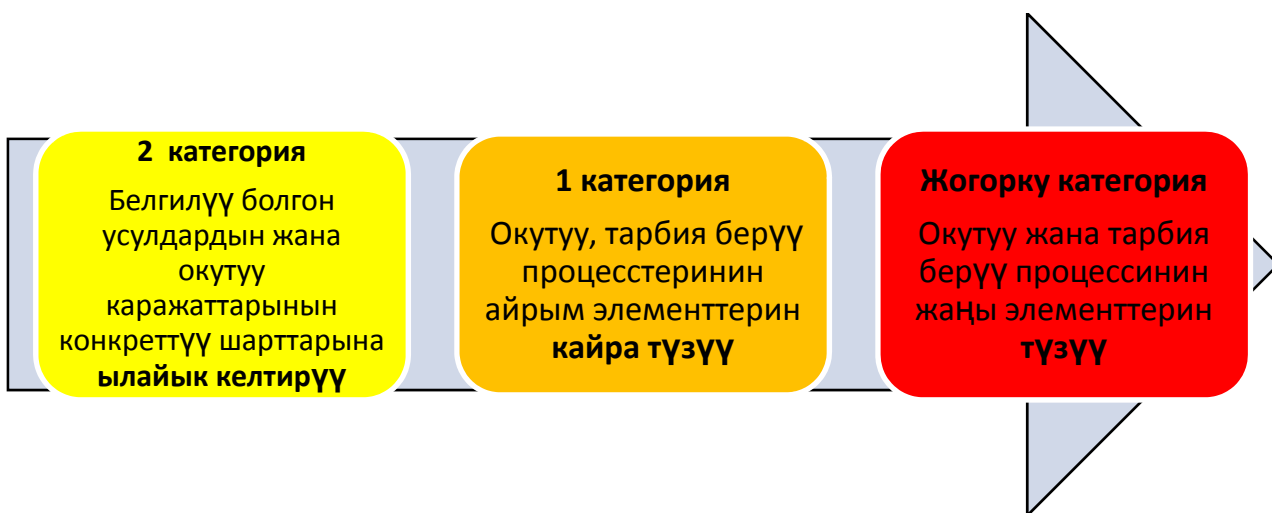 2 категория
Белгилүү болгон
усулдардын жана
окутуу
каражаттарынын
конкреттүү шарттарына
ылайык келтирүү
1 категория
Окутуу, тарбия берүү
процесстеринин
айрым элементтерин
кайра түзүү
Жогорку категория
Окутуу жана тарбия
берүү процессинин
жаңы элементтерин
түзүү